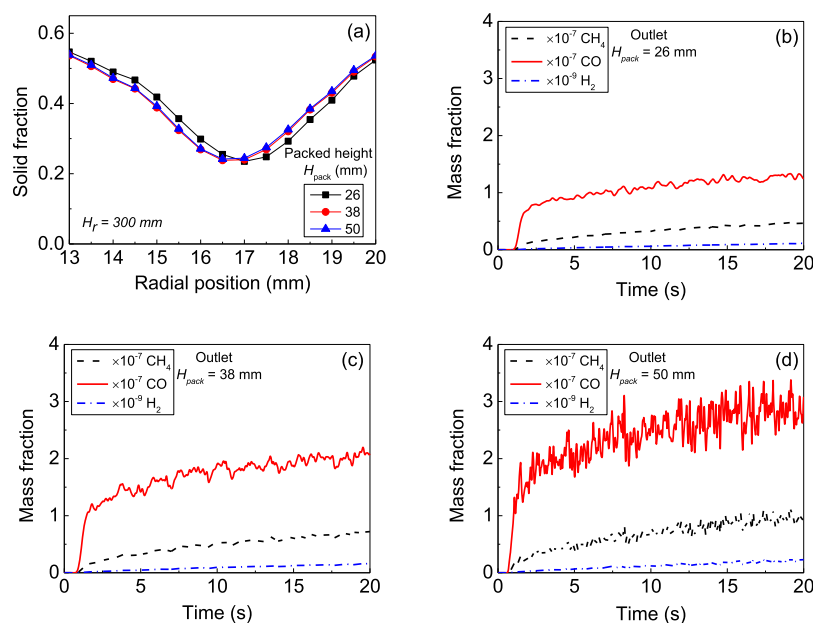 (a)
Solid fraction
0.6
0.4
0.2
0.0
Packed height
H_pack (mm)
26
38
50
H_r = 300 mm
13 14 15 16 17 18 19 20
Radial position (mm)
(b)
Mass fraction
4
3
2
1
0
×10⁻⁷ CH₄
×10⁻⁷ CO
×10⁻⁹ H₂
Outlet
H_pack = 26 mm
5 10 15 20
Time (s)
(c)
Mass fraction
4
3
2
1
0
×10⁻⁷ CH₄
×10⁻⁷ CO
×10⁻⁹ H₂
Outlet
H_pack = 38 mm
0 5 10 15 20
Time (s)
(d)
Mass fraction
4
3
2
1
0
×10⁻⁷ CH₄
×10⁻⁷ CO
×10⁻⁹ H₂
Outlet
H_pack = 50 mm
0 5 10 15 20
Time (s)